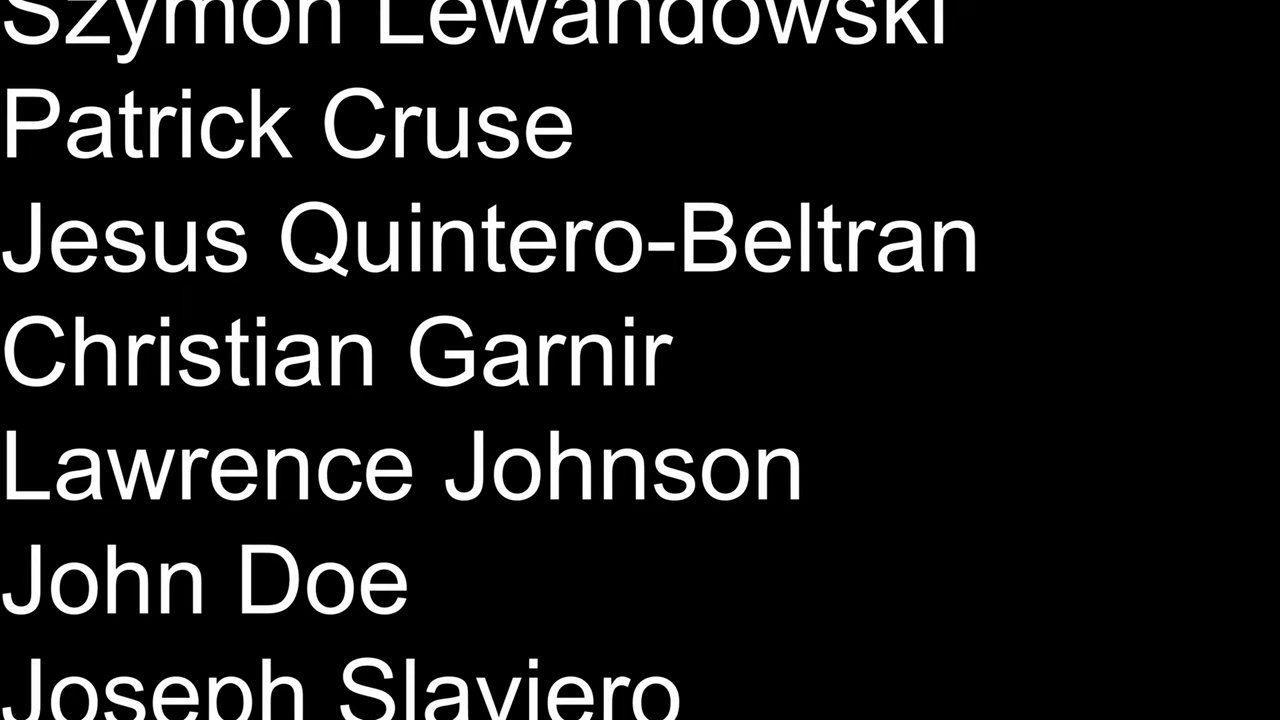 Szymon Lewandowski
Patrick Cruse
Jesus Quintero-Beltran
Christian Garnir
Lawrence Johnson
John Doe
Joseph Slaviero